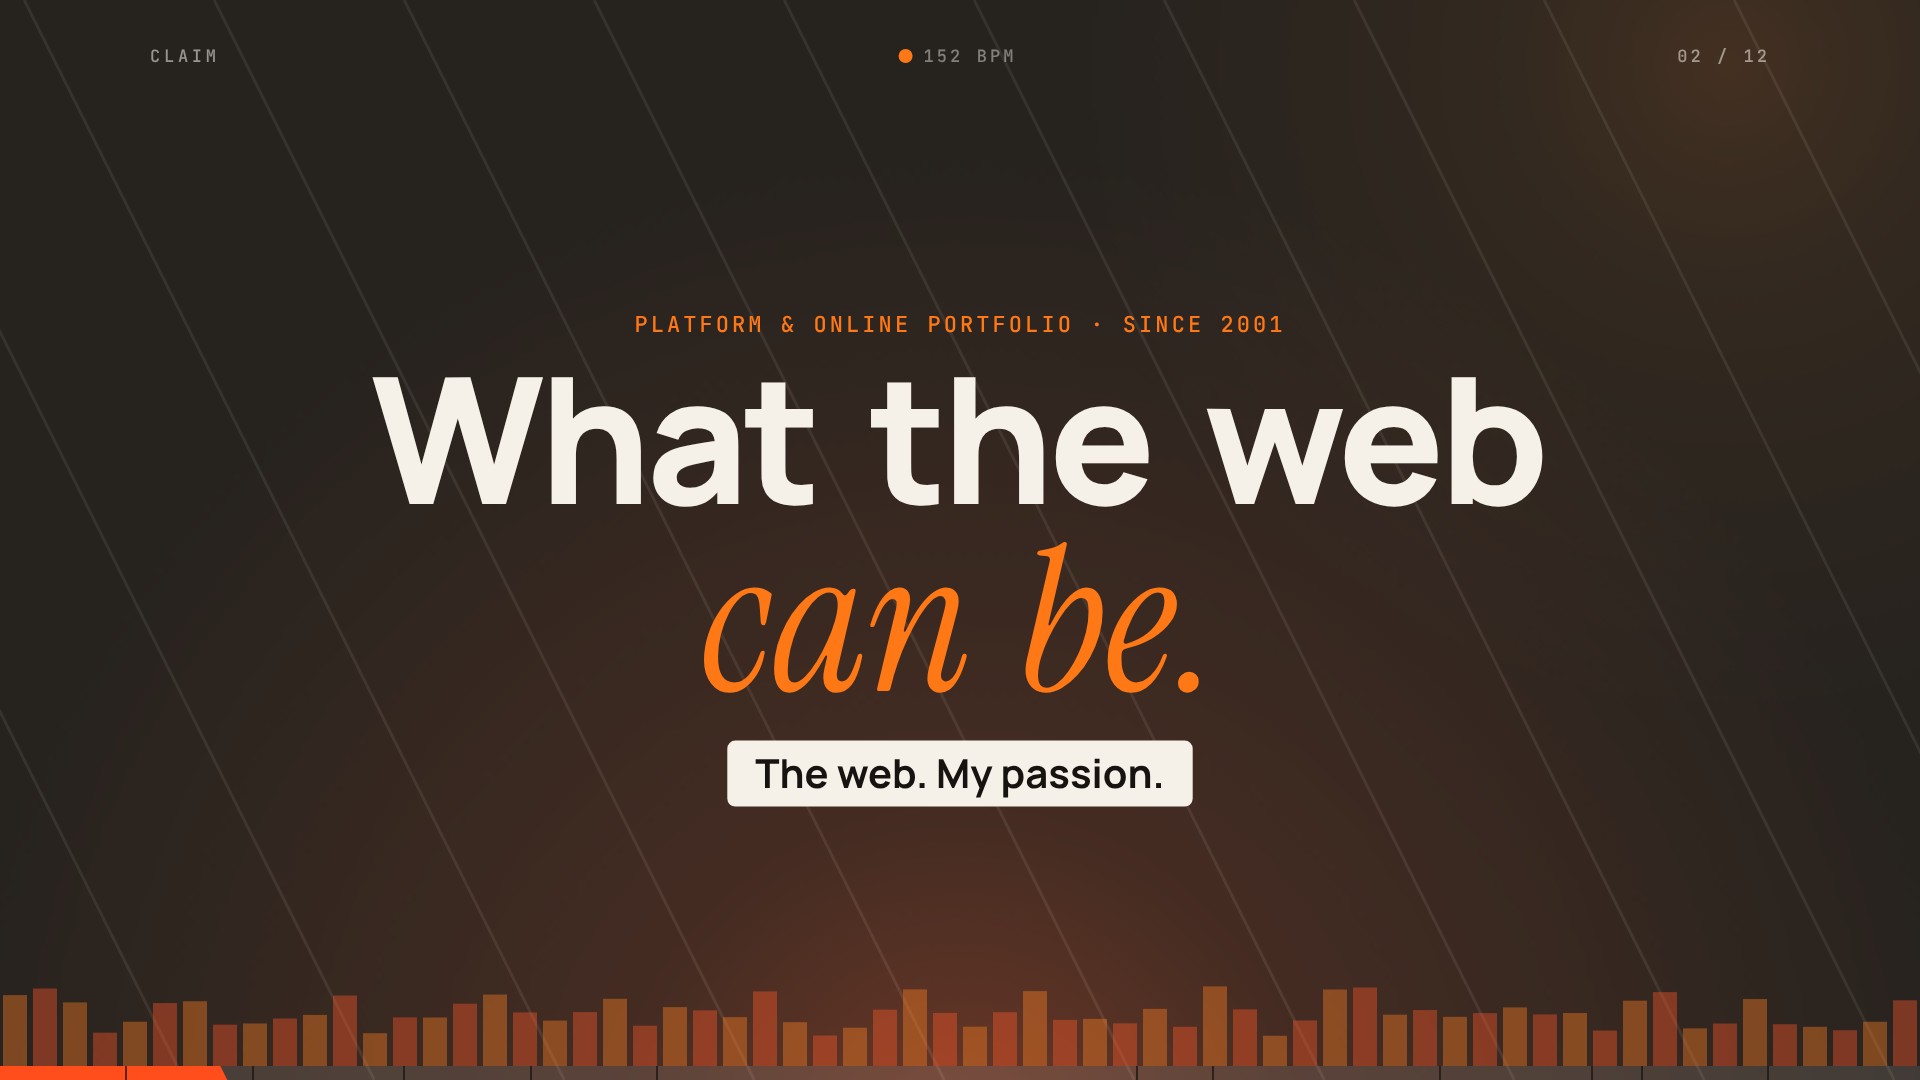 CLAIM
152 BPM
02 / 12
PLATFORM & ONLINE PORTFOLIO · SINCE 2001
What the web
can be.
The web. My passion.